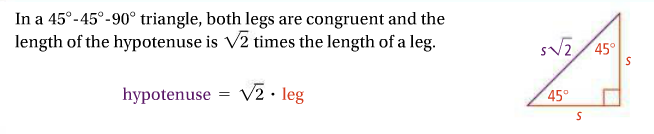 In a 45°-45°-90° triangle, both legs are congruent and the
length of the hypotenuse is √2 times the length of a leg.
hypotenuse = √2 · leg
s√2
45°
s
45°
s